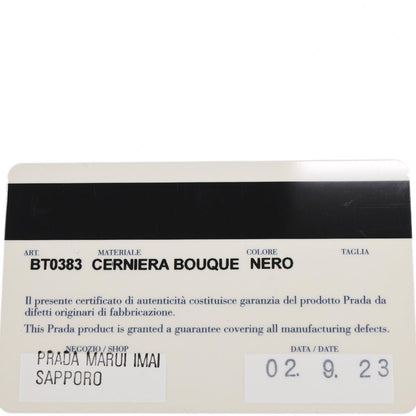 ART. MATERIALE COLORE TAGLIA
BT0383 CERNIERA BOUQUE NERO
Il presente certificato di autenticità costituisce garanzia del prodotto Prada da
difetti originari di fabbricazione.
This Prada product is granted a guarantee covering all manufacturing defects.
NEGOZIO / SHOP DATA / DATE
PRADA MARUI IMAI
SAPPORO
02. 9. 23